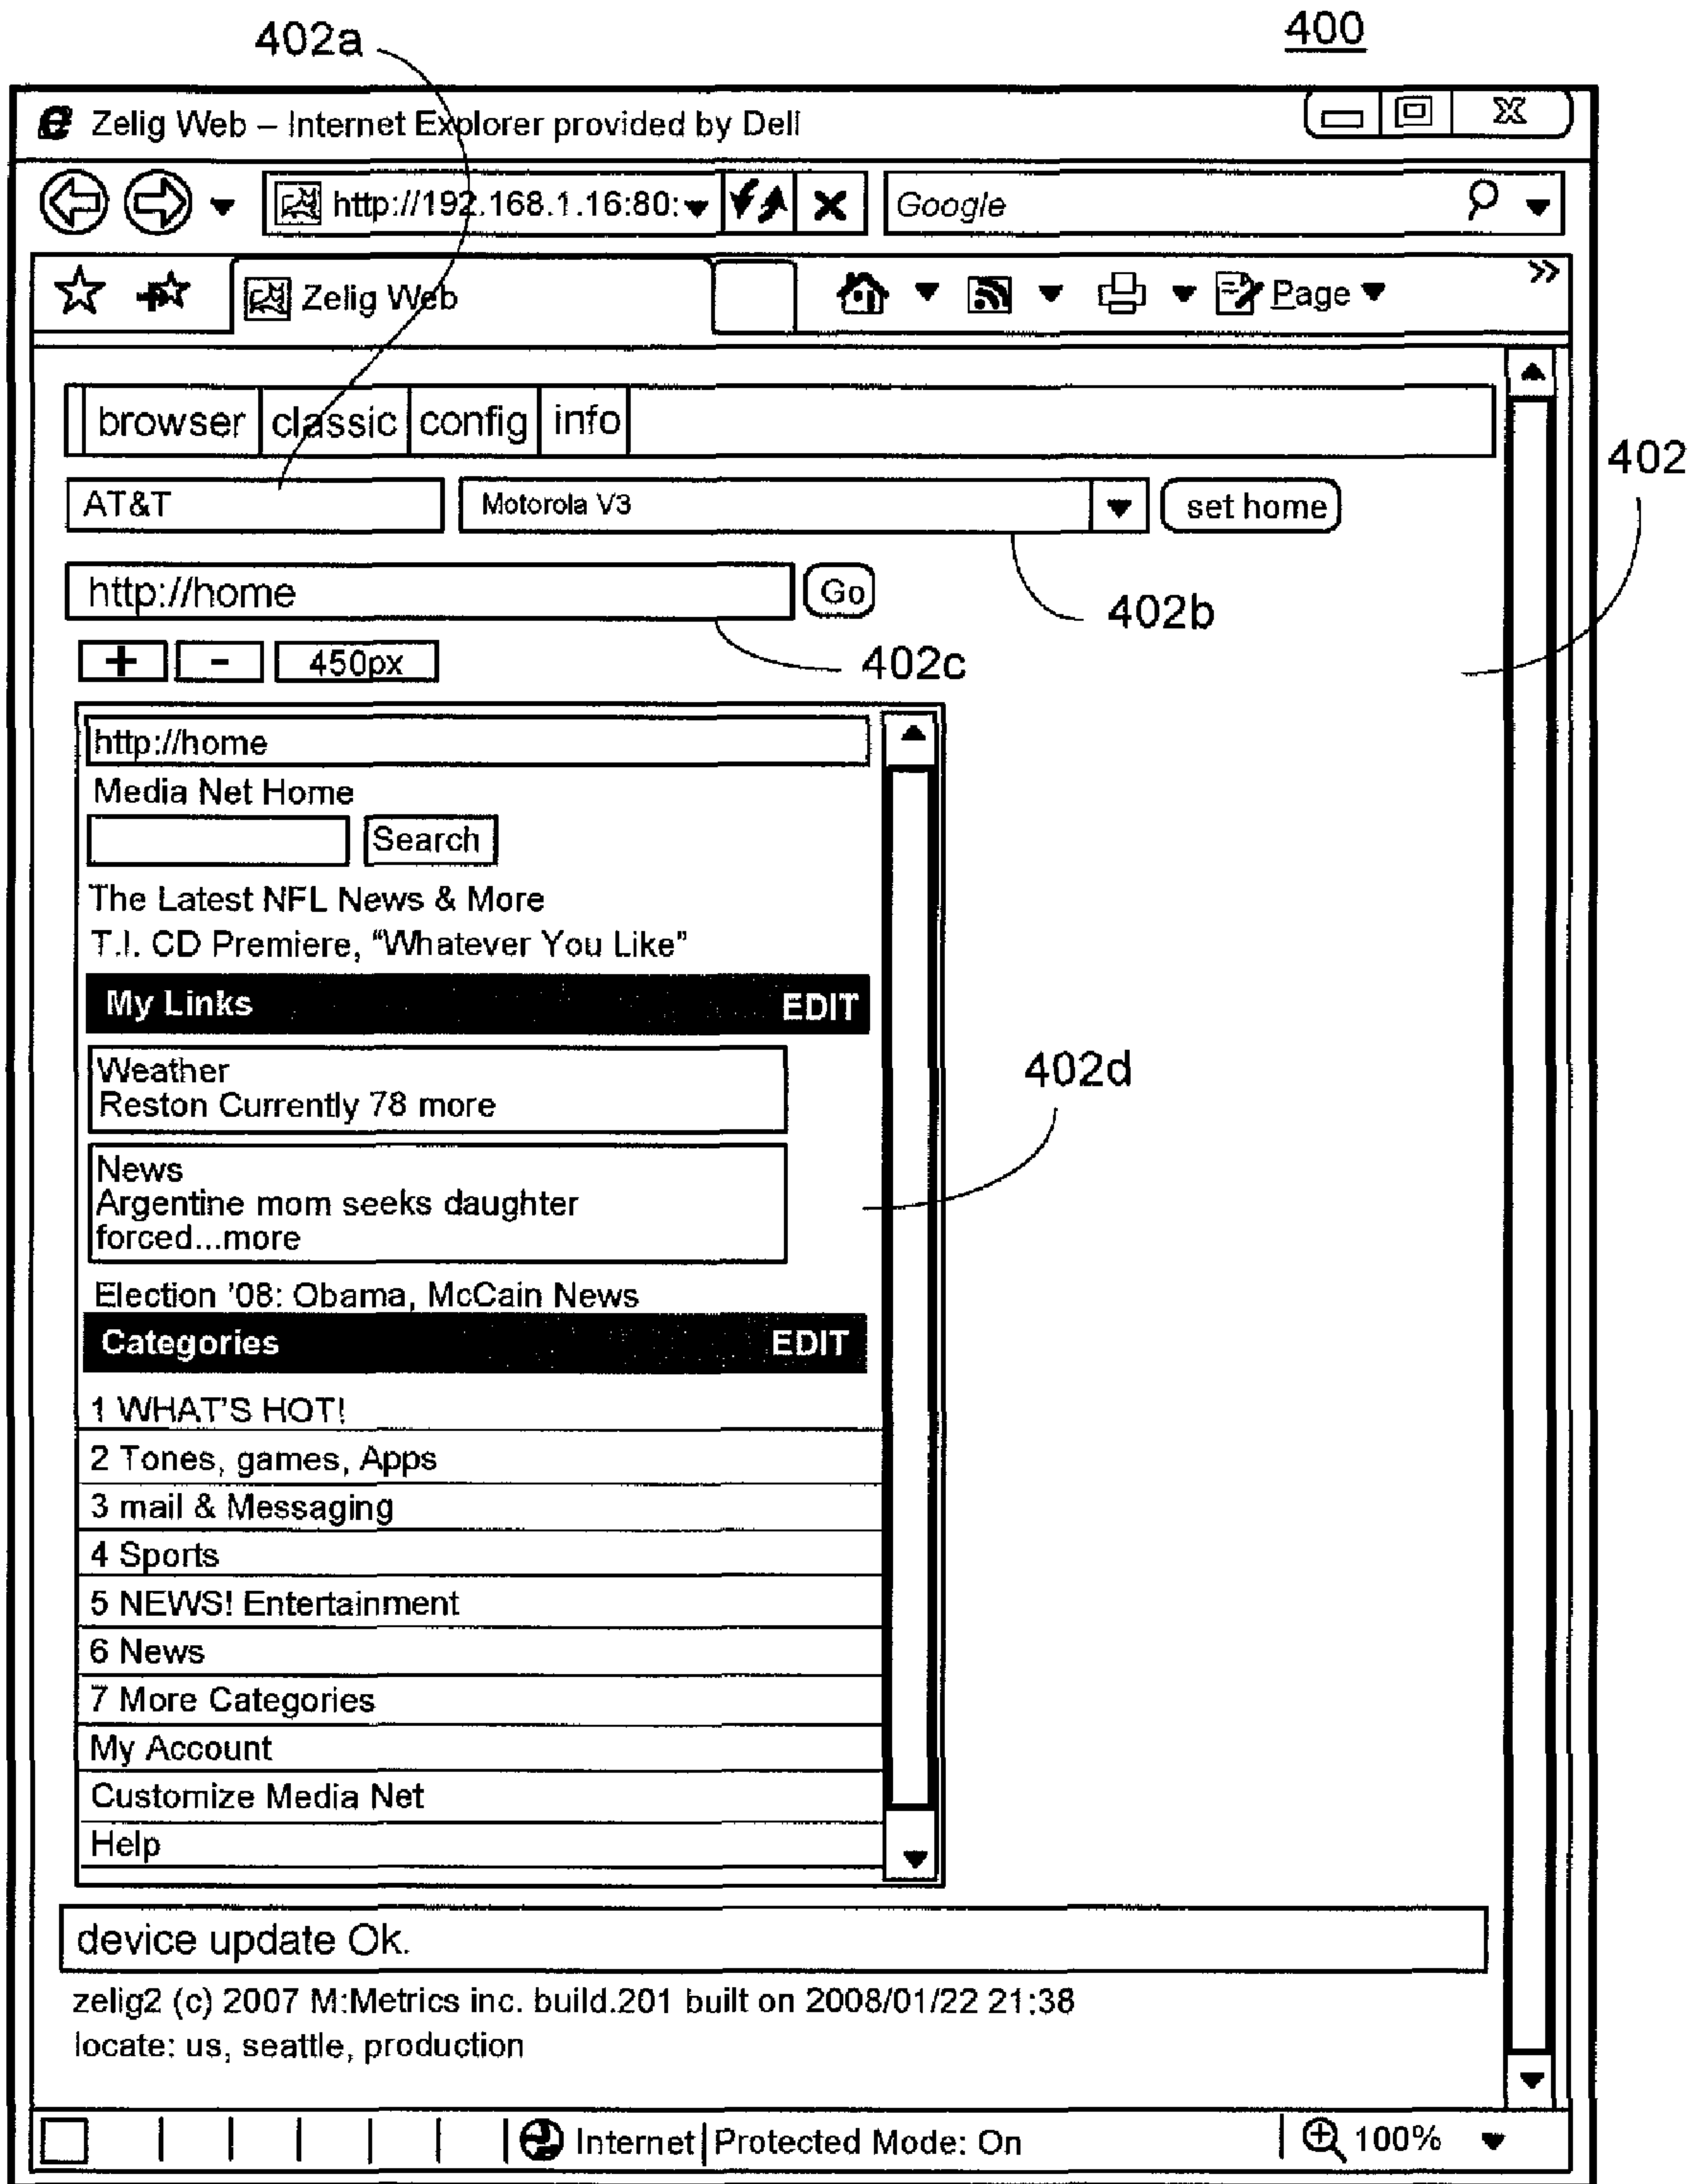 402a
400
Zelig Web – Internet Explorer provided by Dell
http://192.168.1.16:80: Google
Zelig Web Page »
browser classic config info
402
AT&T Motorola V3 set home
http://home Go
402b
+ - 450px
402c
http://home
Media Net Home
Search
The Latest NFL News & More
T.I. CD Premiere, “Whatever You Like”
My Links EDIT
Weather
Reston Currently 78 more
402d
News
Argentine mom seeks daughter
forced...more
Election '08: Obama, McCain News
Categories EDIT
1 WHAT'S HOT!
2 Tones, games, Apps
3 mail & Messaging
4 Sports
5 NEWS! Entertainment
6 News
7 More Categories
My Account
Customize Media Net
Help
device update Ok.
zelig2 (c) 2007 M:Metrics inc. build.201 built on 2008/01/22 21:38
locate: us, seattle, production
Internet Protected Mode: On 100%